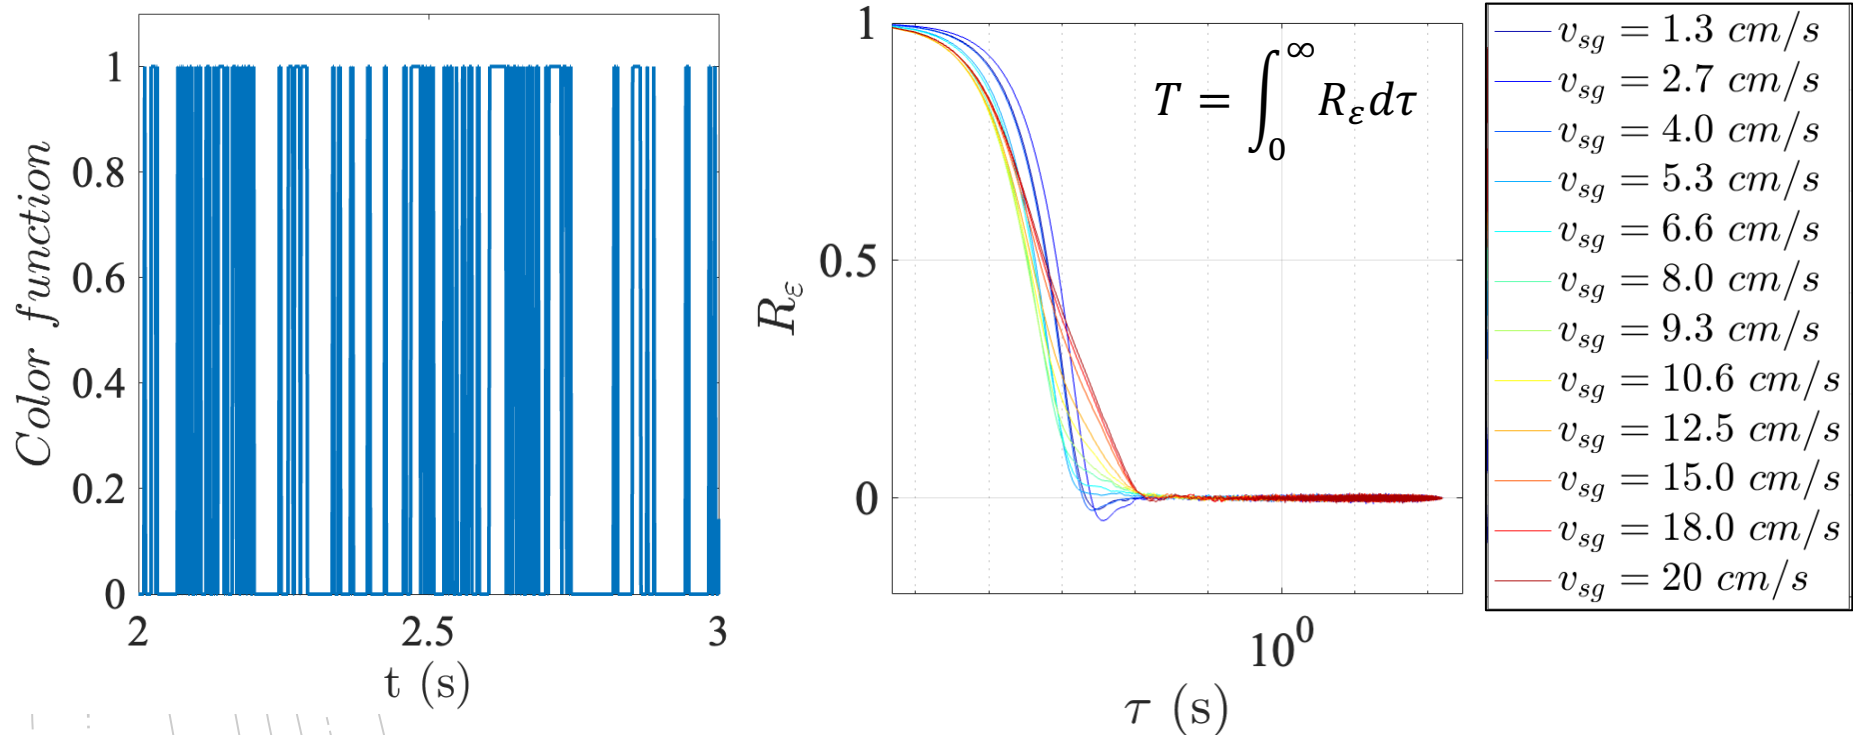 1
0.8
0.6
0.4
0.2
0
Color function
2
2.5
3
t (s)
1
0.5
0
R_ε
T = ∫_0^∞ R_ε dτ
10^0
τ (s)
v_sg = 1.3 cm/s
v_sg = 2.7 cm/s
v_sg = 4.0 cm/s
v_sg = 5.3 cm/s
v_sg = 6.6 cm/s
v_sg = 8.0 cm/s
v_sg = 9.3 cm/s
v_sg = 10.6 cm/s
v_sg = 12.5 cm/s
v_sg = 15.0 cm/s
v_sg = 18.0 cm/s
v_sg = 20 cm/s